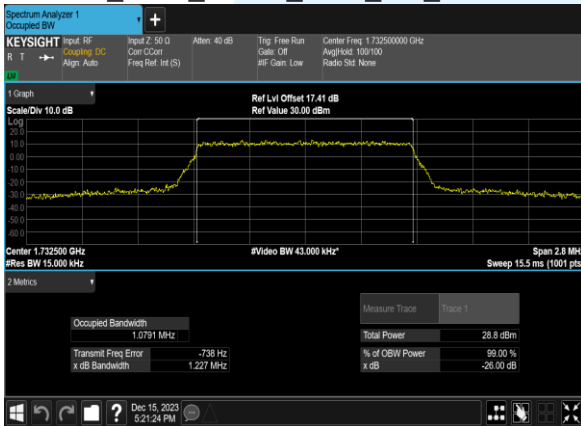 Spectrum Analyzer 1
Occupied BW
+
KEYSIGHT Input: RF Input Z: 50 Ω Atten: 40 dB Trig: Free Run Center Freq: 1.732500000 GHz
R T Coupling: DC Corr CCorr Gate: Off Avg|Hold: 100/100
Align: Auto Freq Ref: Int (S) #IF Gain: Low Radio Std: None
1 Graph
Scale/Div 10.0 dB Ref Lvl Offset 17.41 dB
Ref Value 30.00 dBm
Log
20.0
10.0
0.00
-10.0
-20.0
-30.0
-40.0
-50.0
-60.0
Center 1.732500 GHz #Video BW 43.000 kHz* Span 2.8 MH
#Res BW 15.000 kHz Sweep 15.5 ms (1001 pts
2 Metrics
Measure Trace Trace 1
Occupied Bandwidth
1.0791 MHz Total Power 28.8 dBm
Transmit Freq Error -738 Hz % of OBW Power 99.00 %
x dB Bandwidth 1.227 MHz x dB -26.00 dB
? Dec 15, 2023
5:21:24 PM